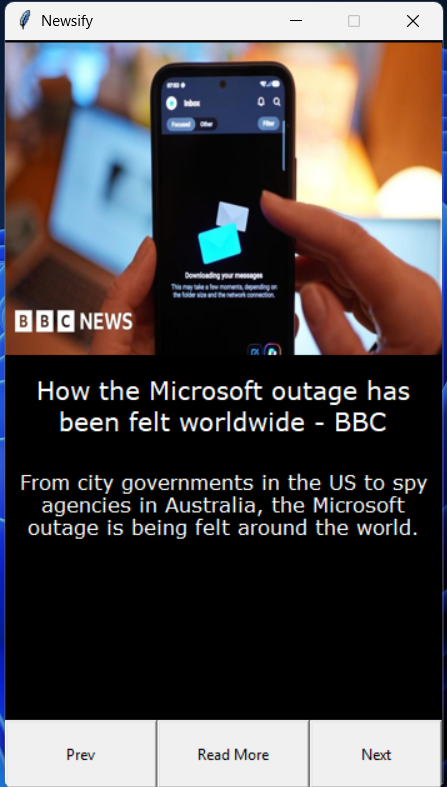 Newsify
07:53
Inbox
Focused Other Filter
Downloading your messages
This may take a few moments, depending on
the folder size and the network connection.
BBC NEWS
How the Microsoft outage has
been felt worldwide - BBC
From city governments in the US to spy
agencies in Australia, the Microsoft
outage is being felt around the world.
Prev Read More Next